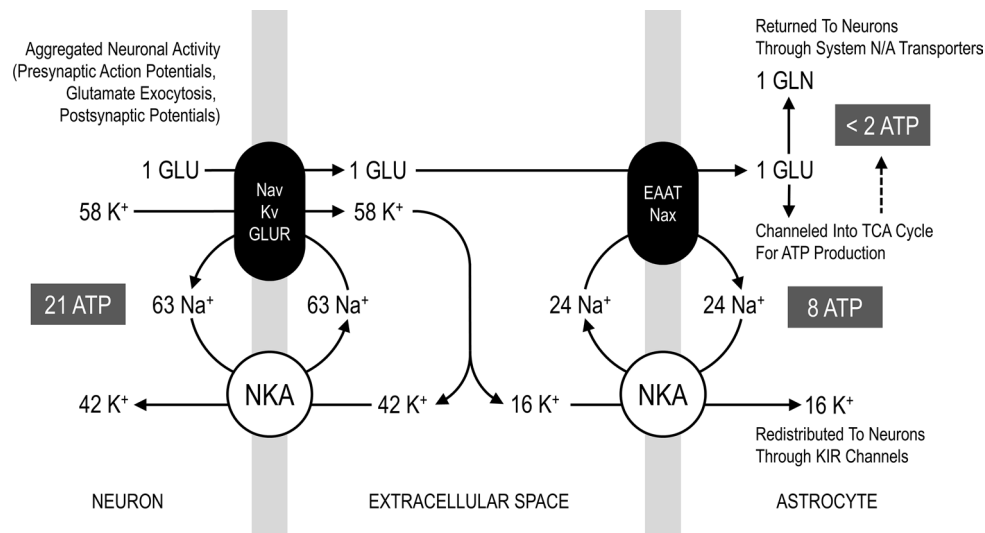 Aggregated Neuronal Activity
(Presynaptic Action Potentials,
Glutamate Exocytosis,
Postsynaptic Potentials)
Returned To Neurons
Through System N/A Transporters
1 GLN
< 2 ATP
1 GLU
1 GLU
1 GLU
58 K⁺
58 K⁺
Nav
Kv
GLUR
EAAT
Nax
Channeled Into TCA Cycle
For ATP Production
21 ATP
63 Na⁺
63 Na⁺
24 Na⁺
24 Na⁺
8 ATP
42 K⁺
NKA
42 K⁺
16 K⁺
NKA
16 K⁺
Redistributed To Neurons
Through KIR Channels
NEURON
EXTRACELLULAR SPACE
ASTROCYTE